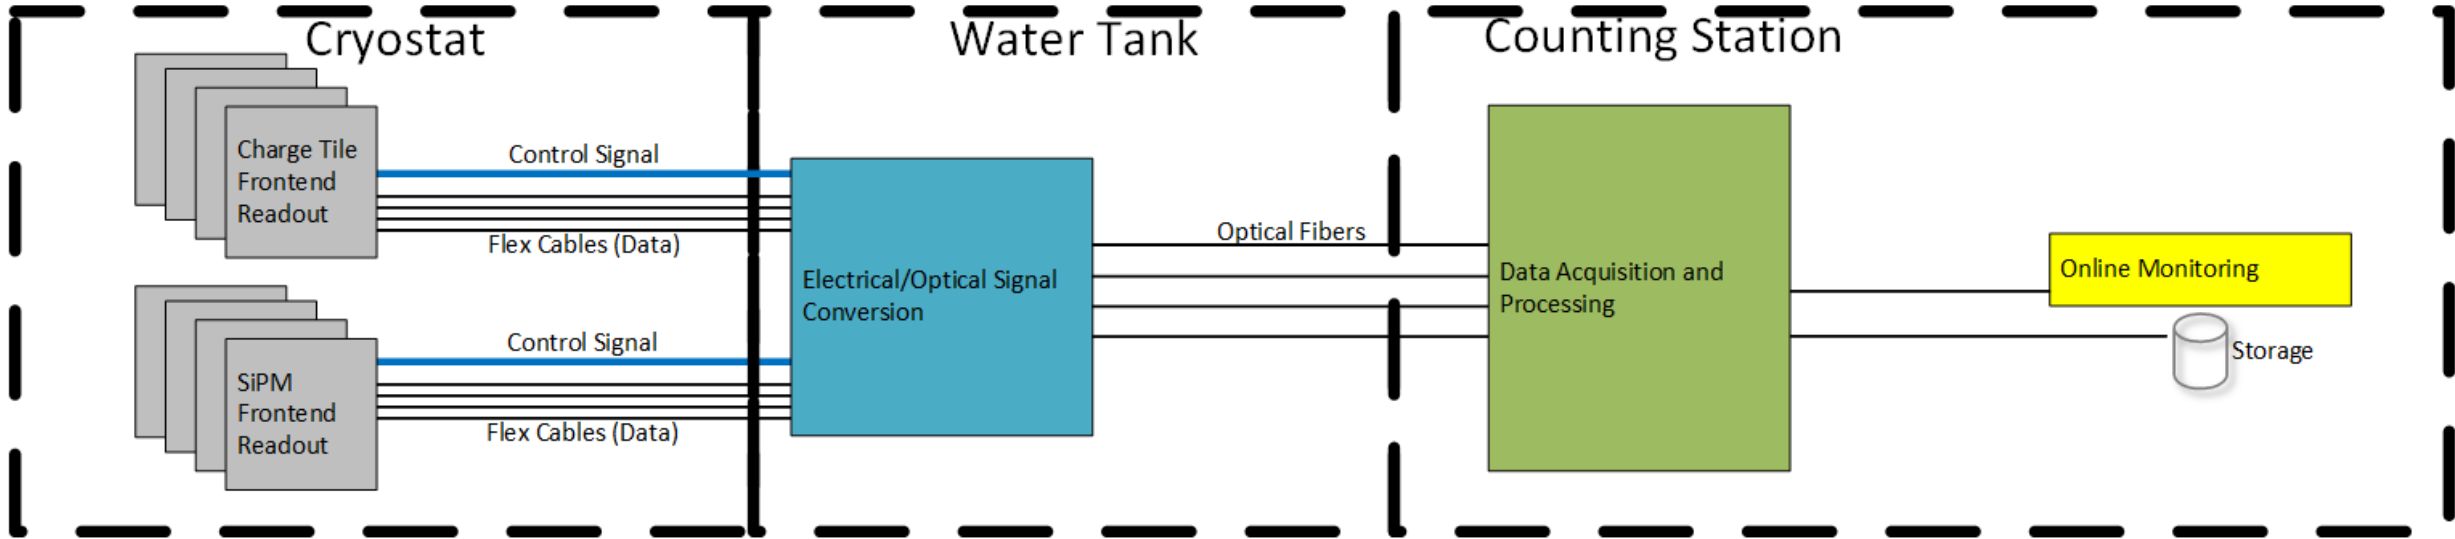 Cryostat
Water Tank
Counting Station
Charge Tile
Frontend
Readout
Control Signal
Flex Cables (Data)
SiPM
Frontend
Readout
Control Signal
Flex Cables (Data)
Electrical/Optical Signal
Conversion
Optical Fibers
Data Acquisition and
Processing
Online Monitoring
Storage